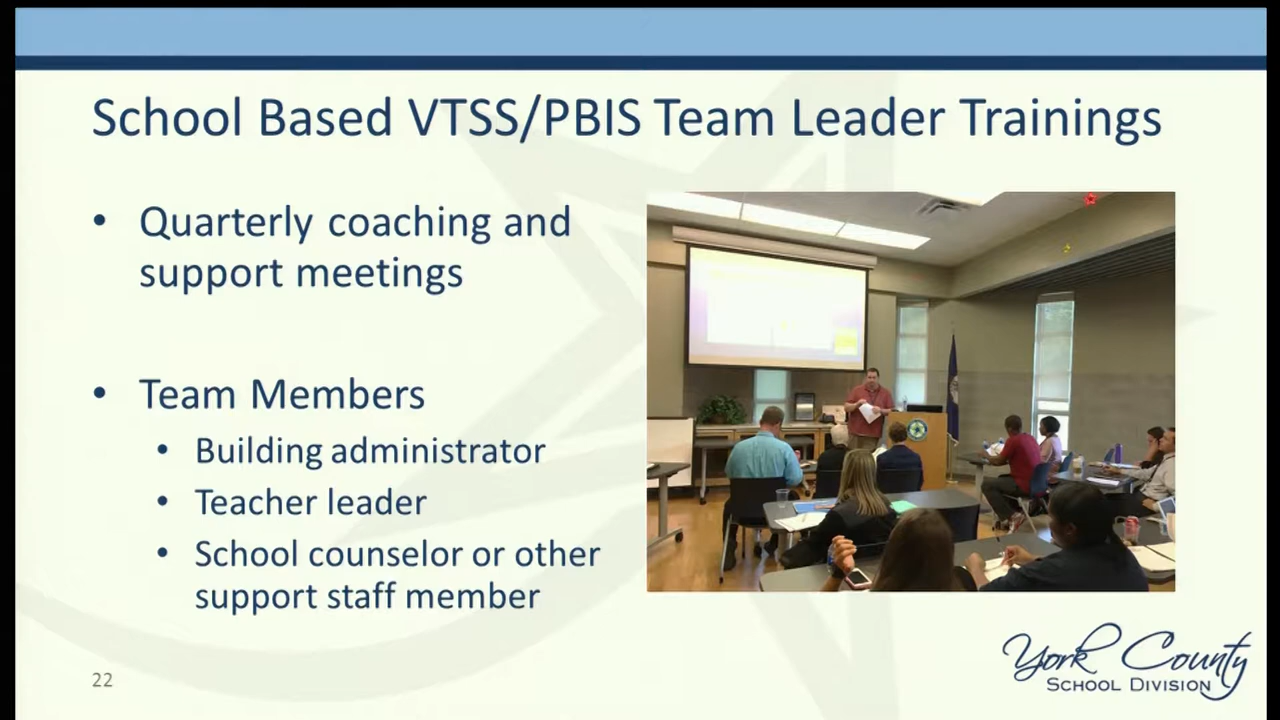 School Based VTSS/PBIS Team Leader Trainings
• Quarterly coaching and
support meetings
• Team Members
• Building administrator
• Teacher leader
• School counselor or other
support staff member
22
York County
SCHOOL DIVISION